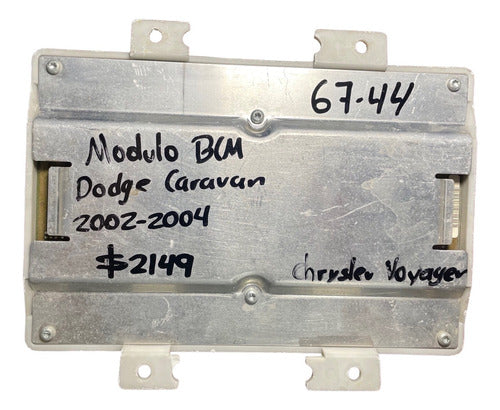 67-44
Modulo BCM
Dodge Caravan
2002-2004
$2149
Chrysler Voyager